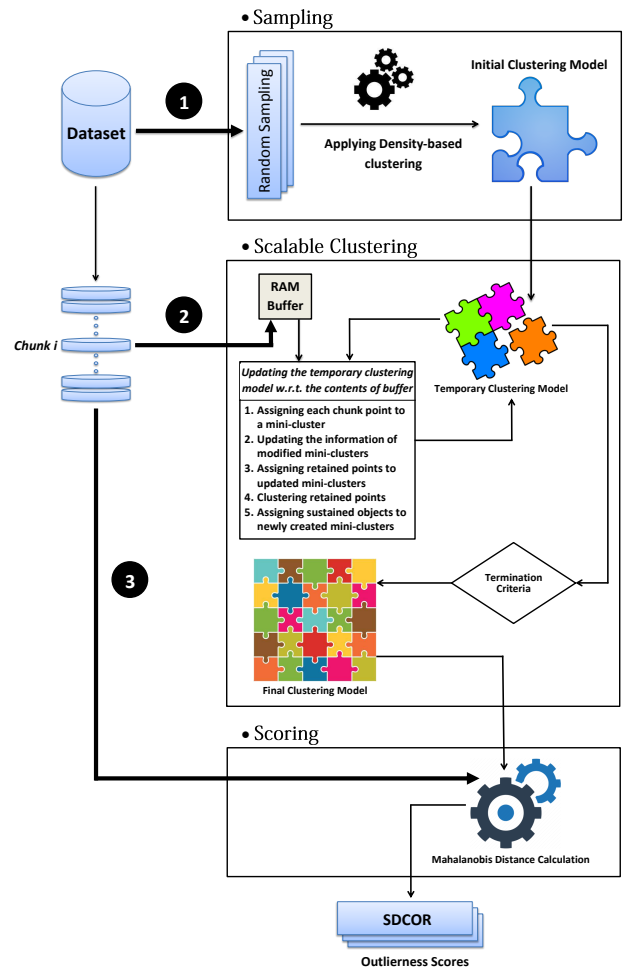 • Sampling
Dataset
1
Random Sampling
Applying Density-based
clustering
Initial Clustering Model
• Scalable Clustering
Chunk i
2
RAM
Buffer
Temporary Clustering Model
Updating the temporary clustering
model w.r.t. the contents of buffer
1. Assigning each chunk point to
a mini-cluster
2. Updating the information of
modified mini-clusters
3. Assigning retained points to
updated mini-clusters
4. Clustering retained points
5. Assigning sustained objects to
newly created mini-clusters
3
Termination
Criteria
Final Clustering Model
• Scoring
Mahalanobis Distance Calculation
SDCOR
Outlierness Scores